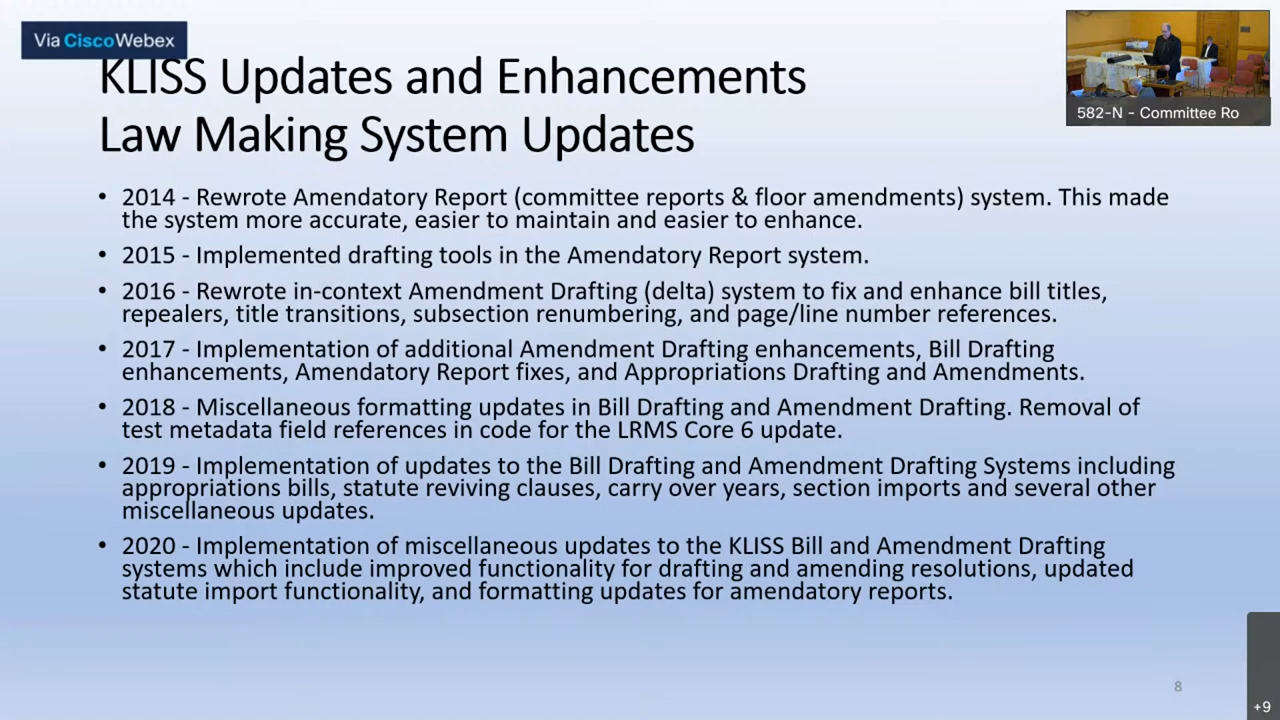 Via CiscoWebex
KLISS Updates and Enhancements
Law Making System Updates
582-N - Committee Ro
• 2014 - Rewrote Amendatory Report (committee reports & floor amendments) system. This made
the system more accurate, easier to maintain and easier to enhance.
• 2015 - Implemented drafting tools in the Amendatory Report system.
• 2016 - Rewrote in-context Amendment Drafting (delta) system to fix and enhance bill titles,
repealers, title transitions, subsection renumbering, and page/line number references.
• 2017 - Implementation of additional Amendment Drafting enhancements, Bill Drafting
enhancements, Amendatory Report fixes, and Appropriations Drafting and Amendments.
• 2018 - Miscellaneous formatting updates in Bill Drafting and Amendment Drafting. Removal of
test metadata field references in code for the LRMS Core 6 update.
• 2019 - Implementation of updates to the Bill Drafting and Amendment Drafting Systems including
appropriations bills, statute reviving clauses, carry over years, section imports and several other
miscellaneous updates.
• 2020 - Implementation of miscellaneous updates to the KLISS Bill and Amendment Drafting
systems which include improved functionality for drafting and amending resolutions, updated
statute import functionality, and formatting updates for amendatory reports.
8
+9